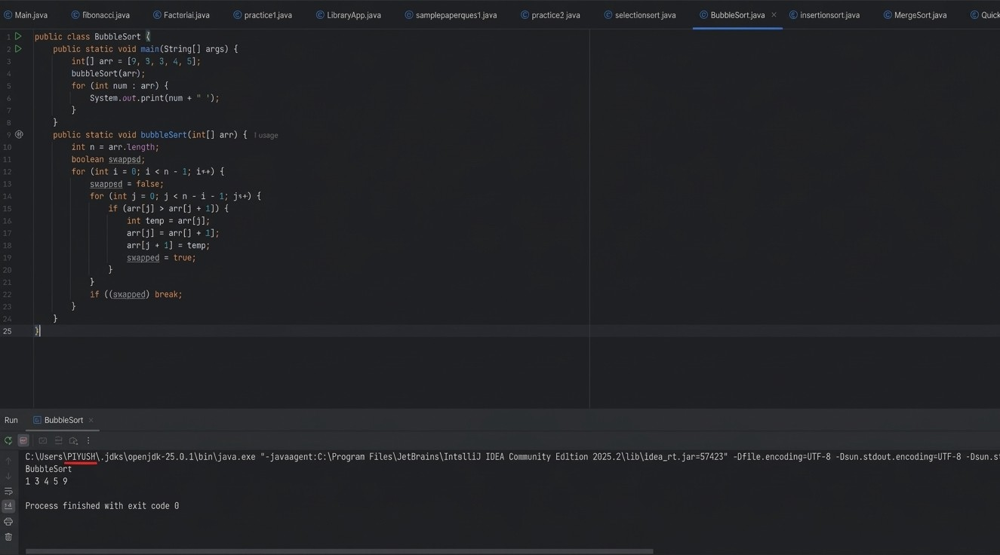 Main.java fibonacci.java Factoriai.java practice1.java LibraryApp.java samplepaperques1.java practice2.java selectionsert.java BubbleSort.java × insertionsort.java MergeSort.java Quick
1 public class BubbleSort {
2 public static void main(String[] args) {
3 int[] arr = [9, 3, 3, 4, 5];
4 bubbleSort(arr);
5 for (int num : arr) {
6 System.out.print(num + " ');
7 }
8 }
9 public static void bubbleSert(int[] arr) { 1 usage
10 int n = arr.length;
11 boolean swappsd;
12 for (int i = 0; i < n - 1; i++) {
13 swapped = false;
14 for (int j = 0; j < n - i - 1; j++) {
15 if (arr[j] > arr[j + 1]) {
16 int temp = arr[j];
17 arr[j] = arr[] + 1];
18 arr[j + 1] = temp;
19 swapped = true;
20 }
21 }
22 if ((swapped) break;
23 }
24 }
25 }
Run BubbleSort ×
C:\Users\PIYUSH\.jdks\openjdk-25.0.1\bin\java.exe "-javaagent:C:\Program Files\JetBrains\IntslliJ IDEA Community Edltion 2025.2\lib\idea_rt.jar=57423" -Dfile.encoding=UTF-8 -Dsun.stdout.encoding=UTF-8 -Dsun.st
BubbleSort
1 3 4 5 9
Process finished with exit code 0